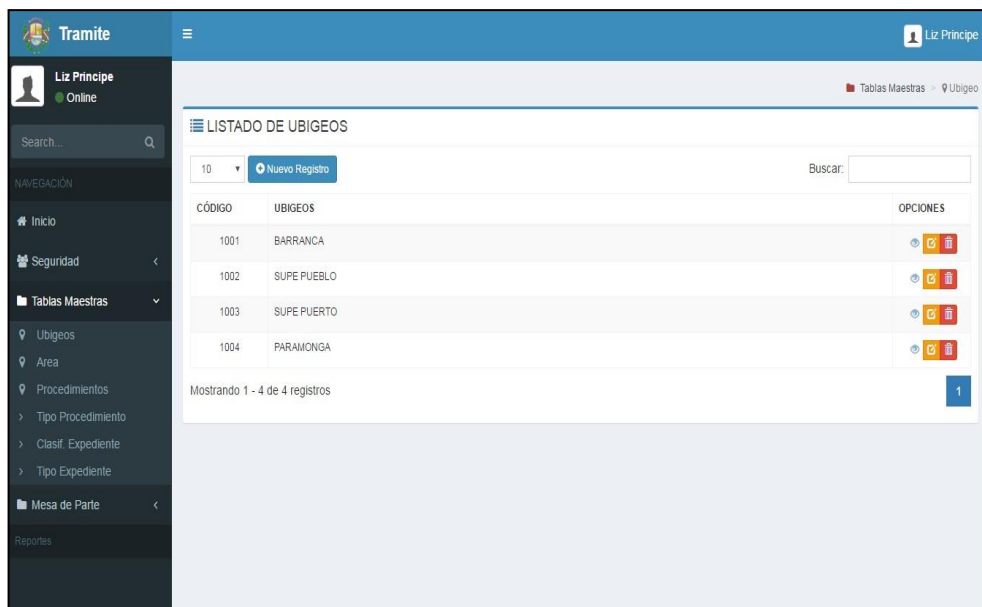 Tramite
Liz Principe
Liz Principe
Online
Tablas Maestras > Ubigeo
Search...
NAVEGACIÓN
Inicio
Seguridad
Tablas Maestras
Ubigeos
Area
Procedimientos
Tipo Procedimiento
Clasif. Expediente
Tipo Expediente
Mesa de Parte
Reportes
LISTADO DE UBIGEOS
10 Nuevo Registro Buscar:
CÓDIGO UBIGEOS OPCIONES
1001 BARRANCA
1002 SUPE PUEBLO
1003 SUPE PUERTO
1004 PARAMONGA
Mostrando 1 - 4 de 4 registros 1